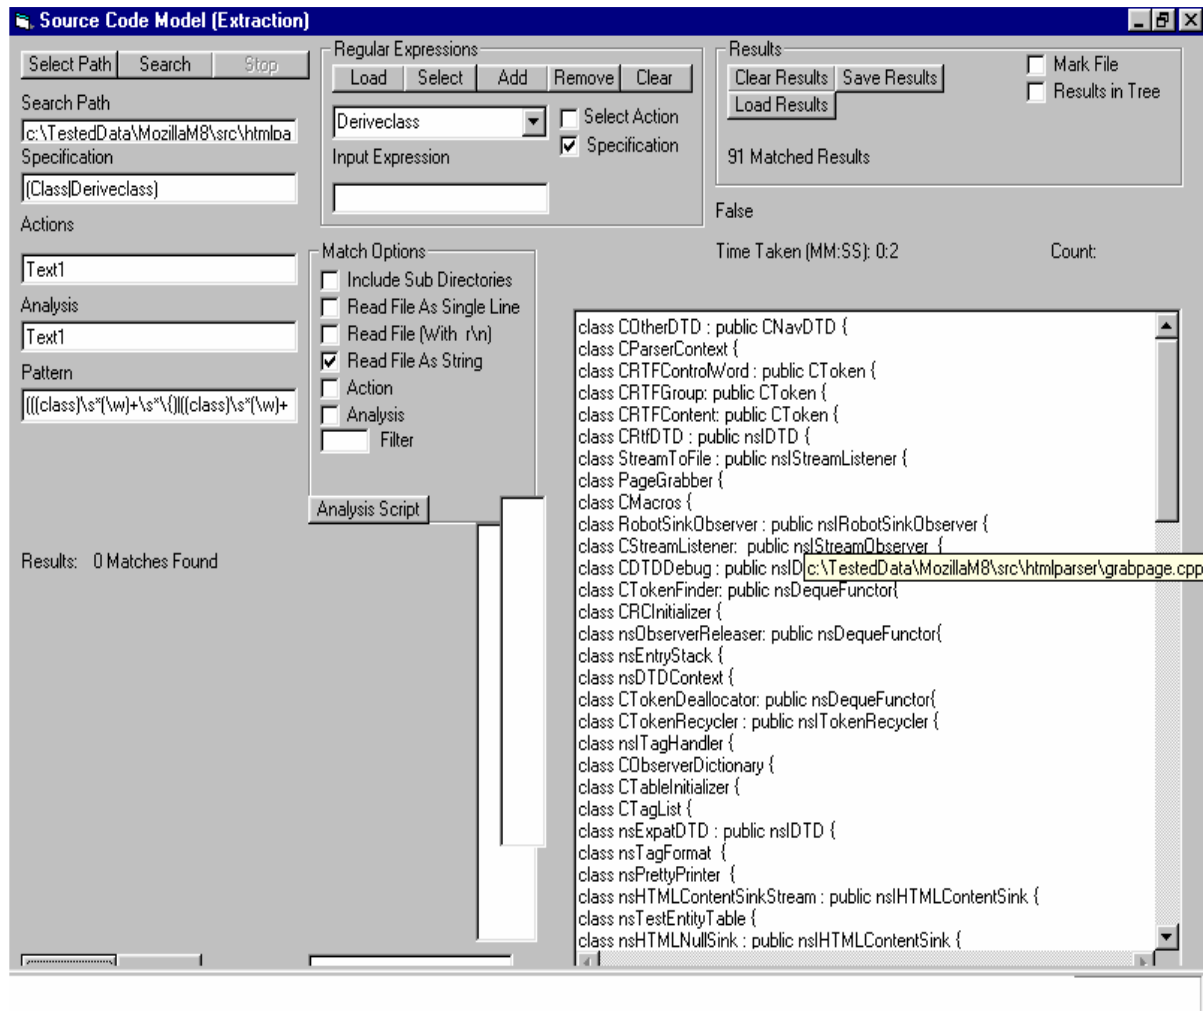 Source Code Model (Extraction)
Select Path Search Stop
Search Path
c:\TestedData\MozillaM8\src\htmlpa
Specification
(Class|Deriveclass)
Actions
Text1
Analysis
Text1
Pattern
(((class)\s*(\w)+\s*\{)|((class)\s*(\w)+
Results: 0 Matches Found
Regular Expressions
Load Select Add Remove Clear
Deriveclass
Select Action
Specification
Input Expression
Match Options
Include Sub Directories
Read File As Single Line
Read File (With r\n)
Read File As String
Action
Analysis
Filter
Analysis Script
Results
Clear Results Save Results
Load Results
Mark File
Results in Tree
91 Matched Results
False
Time Taken (MM:SS): 0:2 Count:
class COtherDTD : public CNavDTD {
class CParserContext {
class CRTFControlWord : public CToken {
class CRTFGroup: public CToken {
class CRTFContent: public CToken {
class CRtfDTD : public nsIDTD {
class StreamToFile : public nsIStreamListener {
class PageGrabber {
class CMacros {
class RobotSinkObserver : public nsIRobotSinkObserver {
class CStreamListener: public nsIStreamObserver {
class CDTDDebug : public nsID
c:\TestedData\MozillaM8\src\htmlparser\grabpage.cpp
class CTokenFinder: public nsDequeFunctor{
class CRCInitializer {
class nsObserverReleaser: public nsDequeFunctor{
class nsEntryStack {
class nsDTDContext {
class CTokenDeallocator: public nsDequeFunctor{
class CTokenRecycler : public nsITokenRecycler {
class nsITagHandler {
class CObserverDictionary {
class CTableInitializer {
class CTagList {
class nsExpatDTD : public nsIDTD {
class nsTagFormat {
class nsPrettyPrinter {
class nsHTMLContentSinkStream : public nsIHTMLContentSink {
class nsTestEntityTable {
class nsHTMLNullSink : public nsIHTMLContentSink {